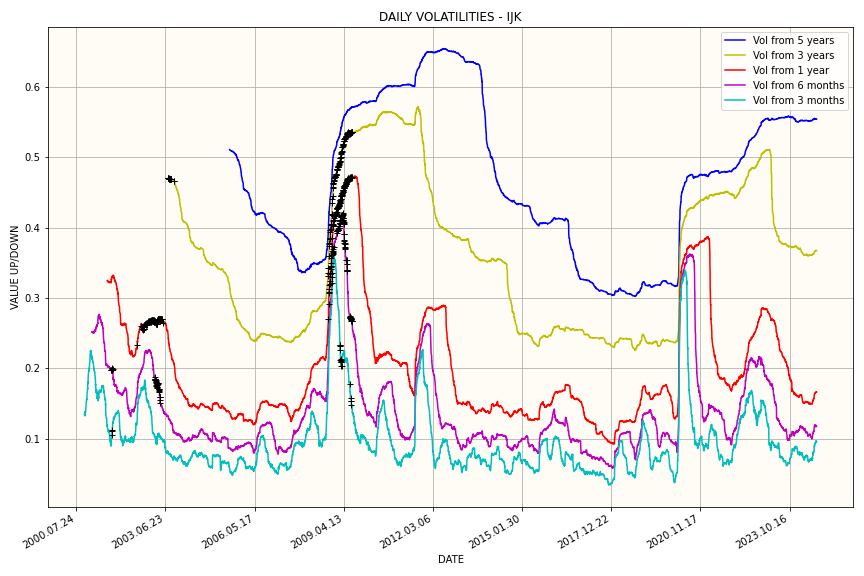 DAILY VOLATILITIES - IJK
Vol from 5 years
Vol from 3 years
Vol from 1 year
Vol from 6 months
Vol from 3 months
VALUE UP/DOWN
0.6
0.5
0.4
0.3
0.2
0.1
2000.07.24
2003.06.23
2006.05.17
2009.04.13
2012.03.06
2015.01.30
2017.12.22
2020.11.17
2023.10.16
DATE